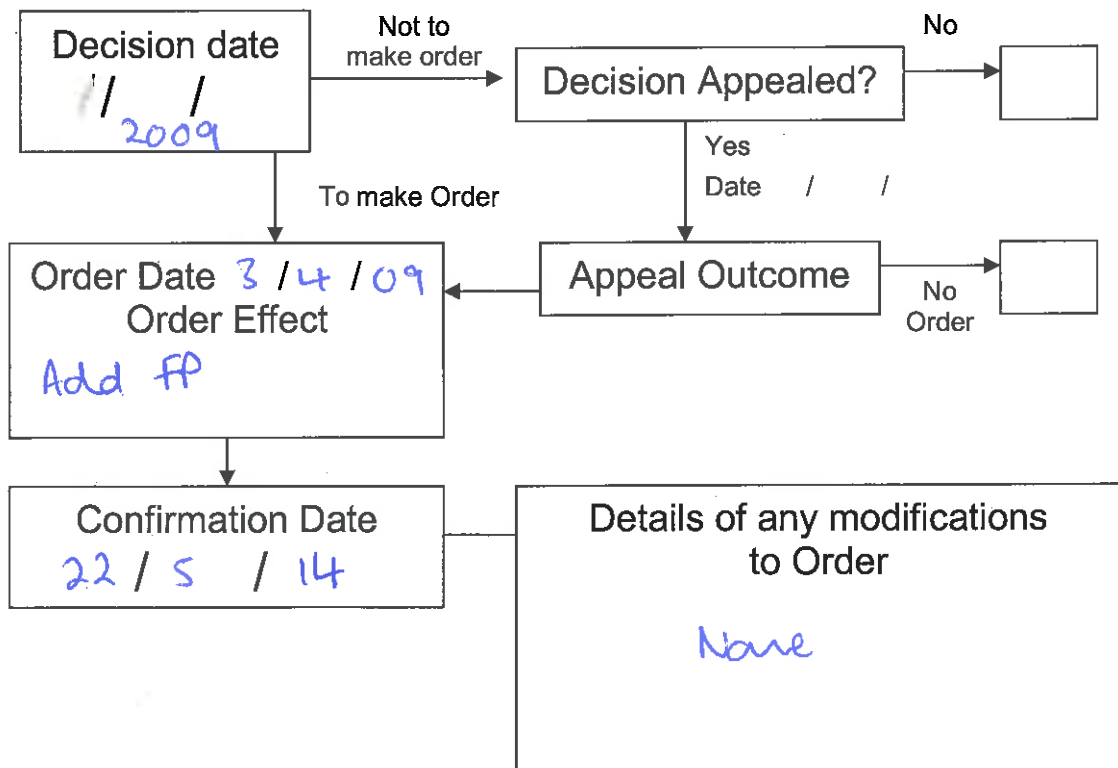 Decision date
/ /
2009
Not to
make order
Decision Appealed?
No
To make Order
Yes
Date / /
Order Date 3 / 4 / 09
Order Effect
Add FP
Appeal Outcome
No
Order
Confirmation Date
22 / 5 / 14
Details of any modifications
to Order
None